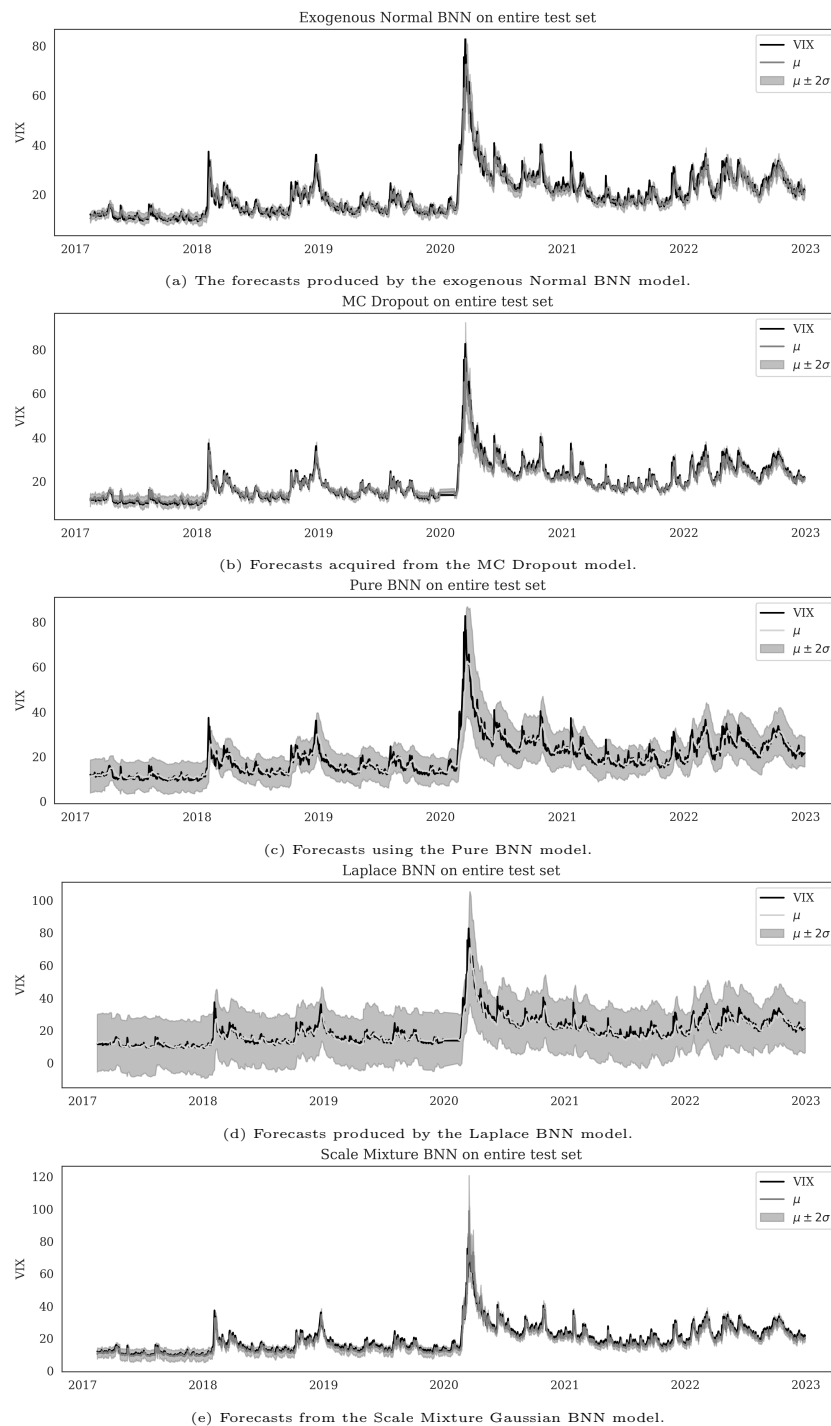 Exogenous Normal BNN on entire test set
80
60
40
20
VIX
VIX
μ
μ ± 2σ
2017 2018 2019 2020 2021 2022 2023
(a) The forecasts produced by the exogenous Normal BNN model.
MC Dropout on entire test set
80
60
40
20
VIX
VIX
μ
μ ± 2σ
2017 2018 2019 2020 2021 2022 2023
(b) Forecasts acquired from the MC Dropout model.
Pure BNN on entire test set
80
60
40
20
0
VIX
VIX
μ
μ ± 2σ
2017 2018 2019 2020 2021 2022 2023
(c) Forecasts using the Pure BNN model.
Laplace BNN on entire test set
100
80
60
40
20
0
VIX
VIX
μ
μ ± 2σ
2017 2018 2019 2020 2021 2022 2023
(d) Forecasts produced by the Laplace BNN model.
Scale Mixture BNN on entire test set
120
100
80
60
40
20
0
VIX
VIX
μ
μ ± 2σ
2017 2018 2019 2020 2021 2022 2023
(e) Forecasts from the Scale Mixture Gaussian BNN model.